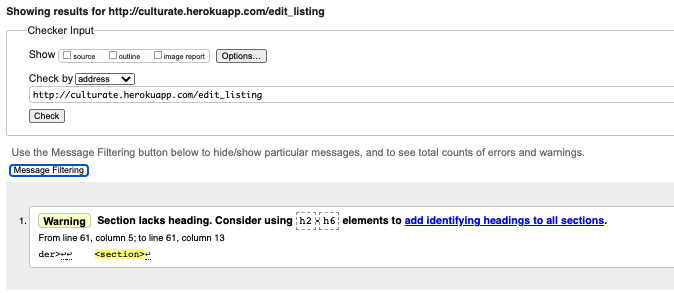 Showing results for http://culturate.herokuapp.com/edit_listing
Checker Input
Show source outline image report Options...
Check by address
http://culturate.herokuapp.com/edit_listing
Check
Use the Message Filtering button below to hide/show particular messages, and to see total counts of errors and warnings.
Message Filtering
1. Warning Section lacks heading. Consider using h2-h6 elements to add identifying headings to all sections.
From line 61, column 5; to line 61, column 13
der>↩↩ <section>↩